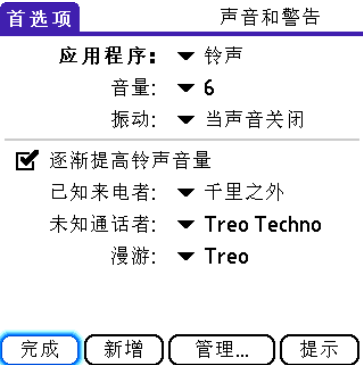 首选项 声音和警告
应用程序: 铃声
音量: 6
振动: 当声音关闭
逐渐提高铃声音量
已知来电者: 千里之外
未知通话者: Treo Techno
漫游: Treo
完成 新增 管理... 提示